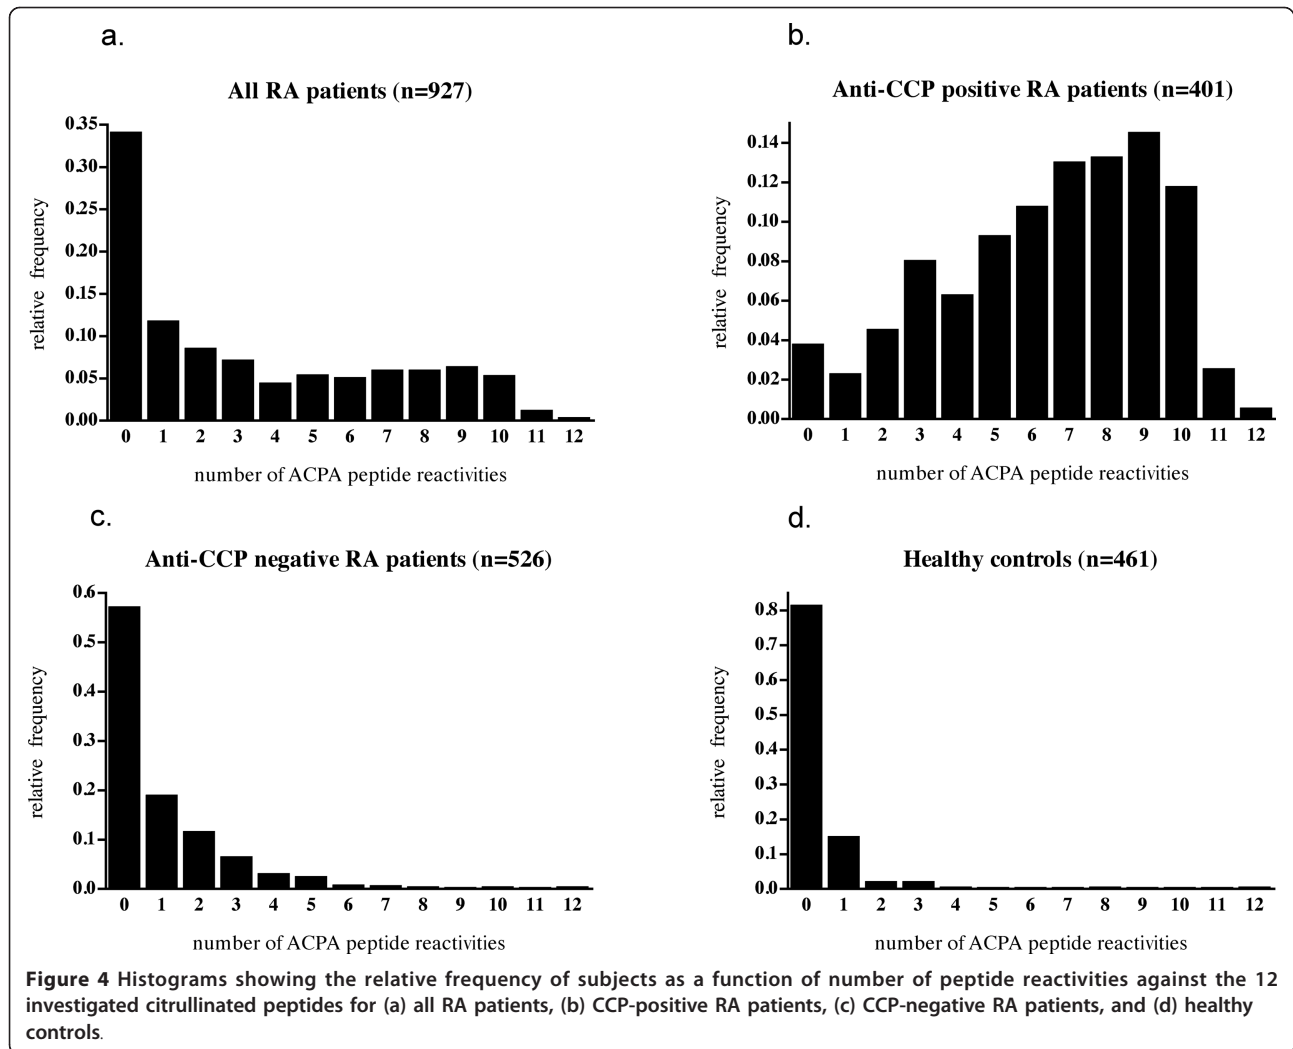 a.
All RA patients (n=927)
relative frequency
0.35
0.30
0.25
0.20
0.15
0.10
0.05
0.00
0 1 2 3 4 5 6 7 8 9 10 11 12
number of ACPA peptide reactivities
b.
Anti-CCP positive RA patients (n=401)
relative frequency
0.14
0.12
0.10
0.08
0.06
0.04
0.02
0.00
0 1 2 3 4 5 6 7 8 9 10 11 12
number of ACPA peptide reactivities
c.
Anti-CCP negative RA patients (n=526)
relative frequency
0.6
0.5
0.4
0.3
0.2
0.1
0.0
0 1 2 3 4 5 6 7 8 9 10 11 12
number of ACPA peptide reactivities
d.
Healthy controls (n=461)
relative frequency
0.8
0.7
0.6
0.5
0.4
0.3
0.2
0.1
0.0
0 1 2 3 4 5 6 7 8 9 10 11 12
number of ACPA peptide reactivities
Figure 4 Histograms showing the relative frequency of subjects as a function of number of peptide reactivities against the 12
investigated citrullinated peptides for (a) all RA patients, (b) CCP-positive RA patients, (c) CCP-negative RA patients, and (d) healthy
controls.